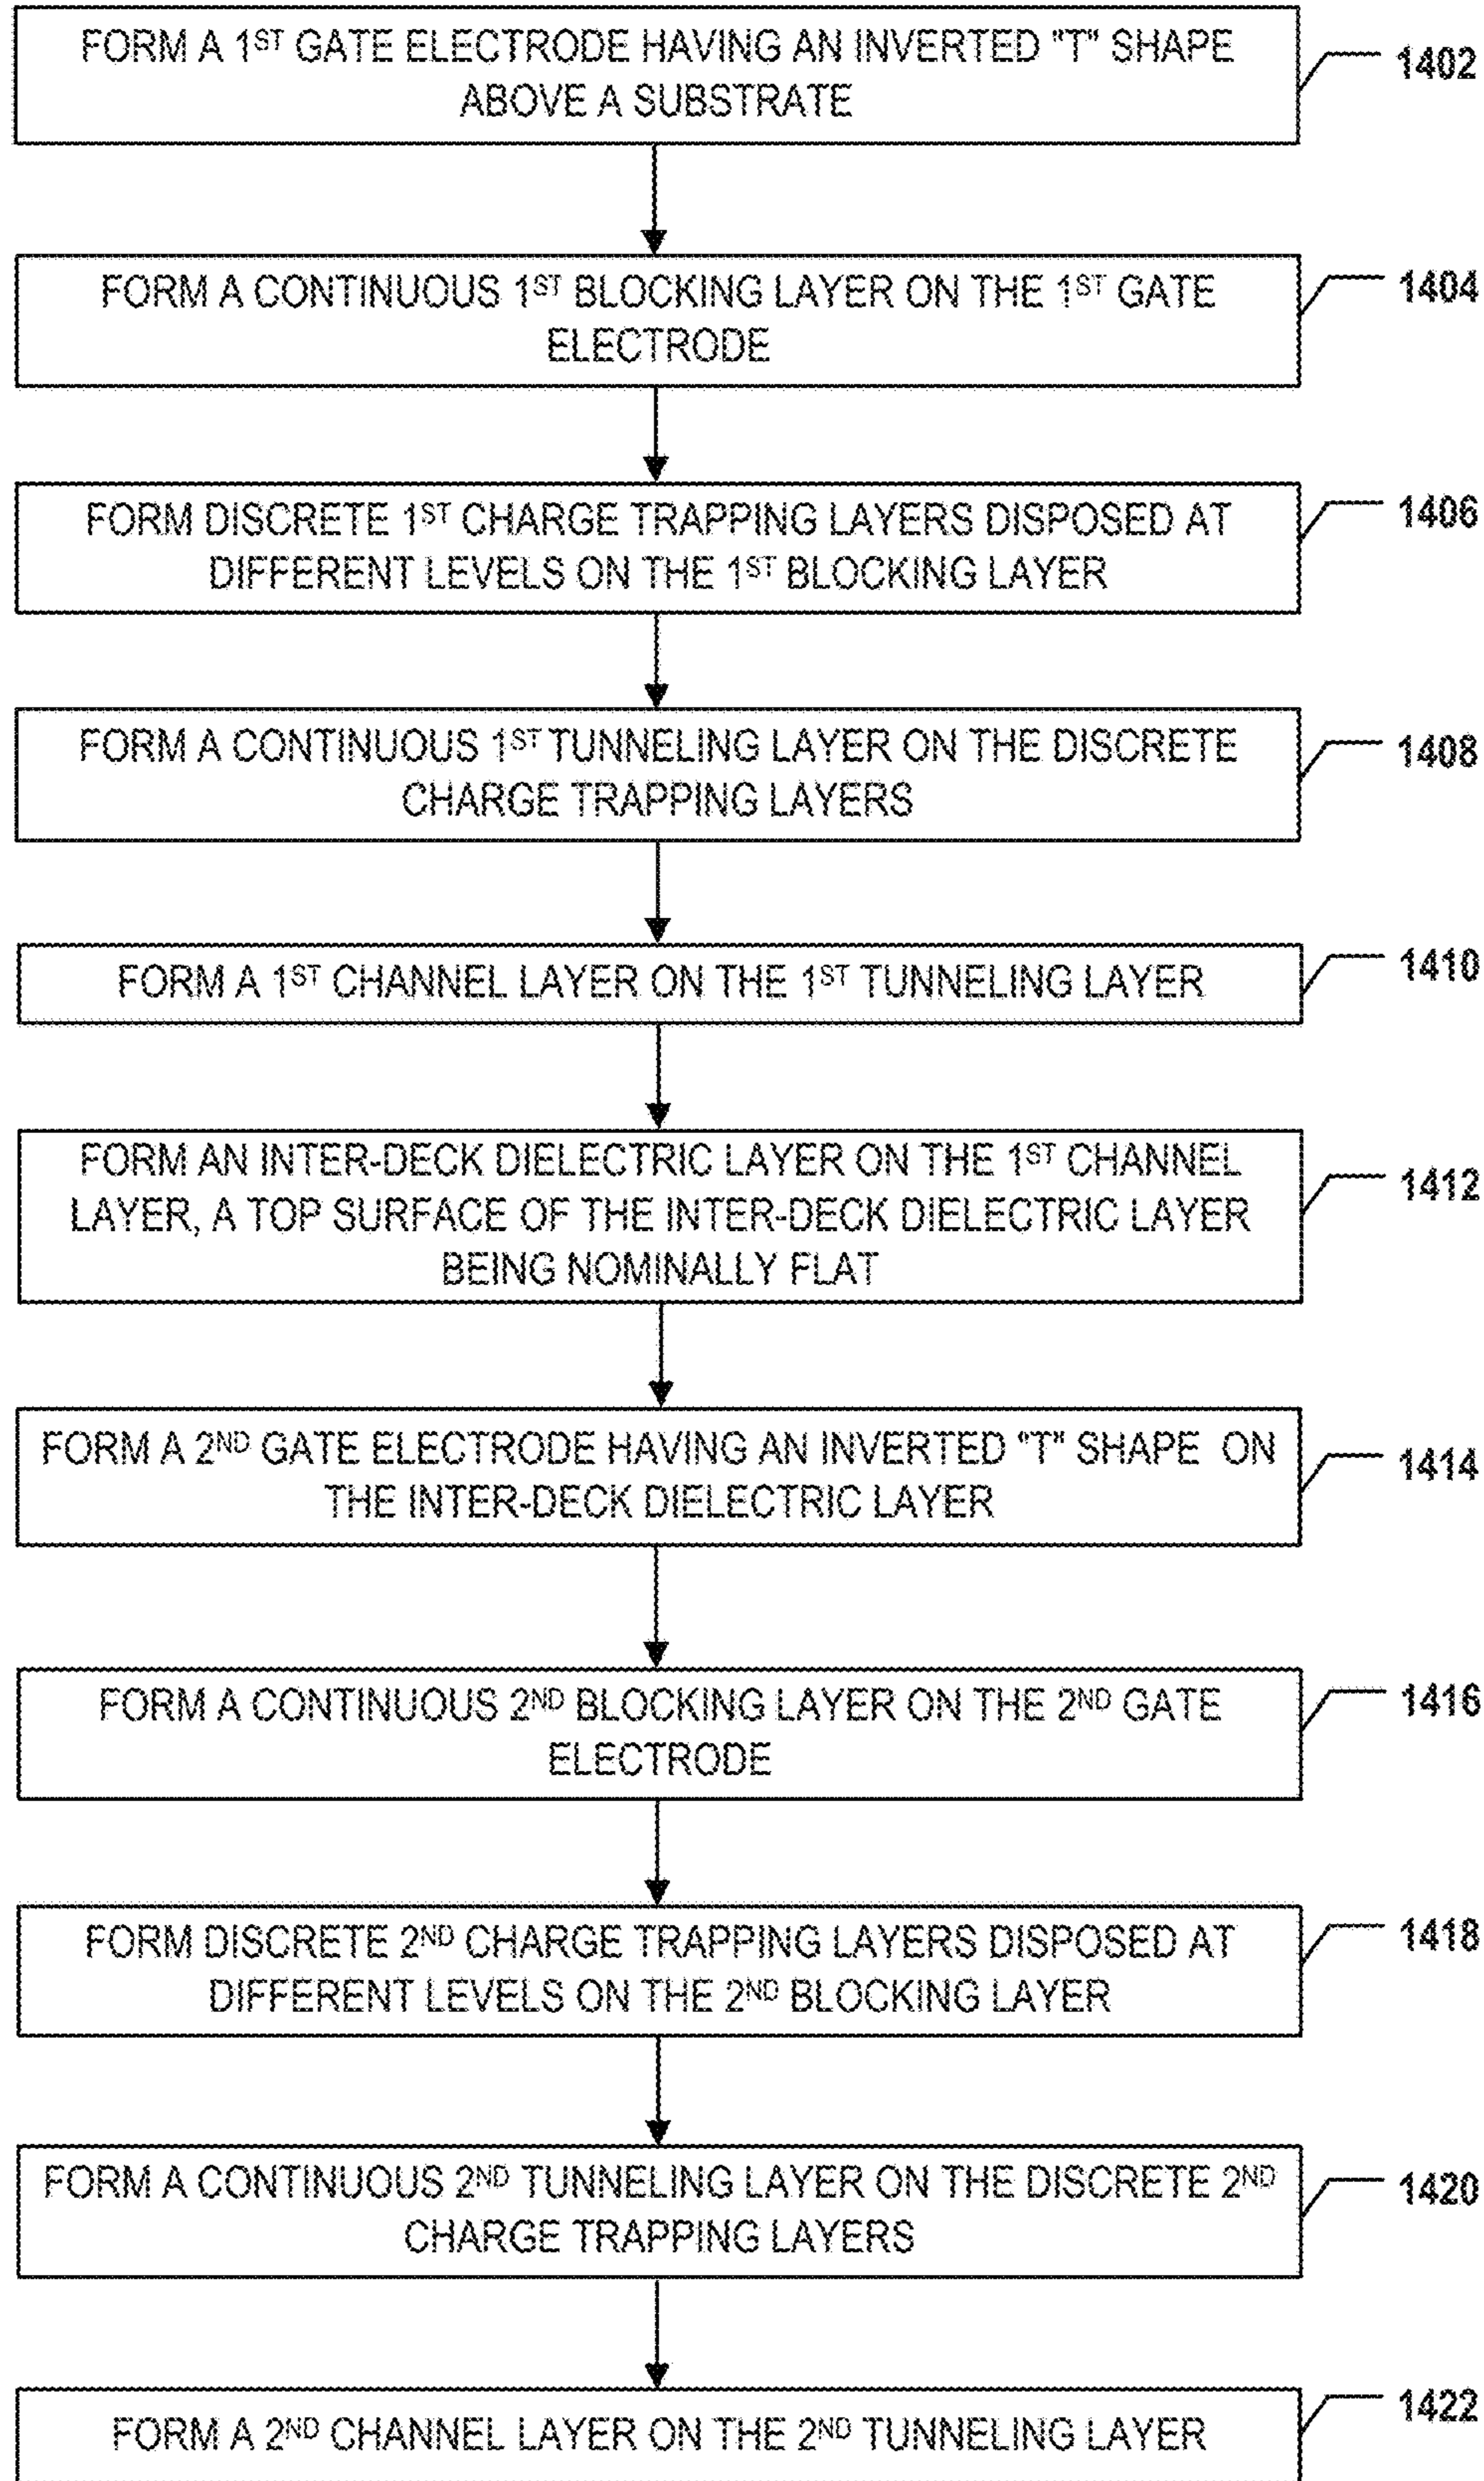 FORM A 1ST GATE ELECTRODE HAVING AN INVERTED "T" SHAPE
ABOVE A SUBSTRATE
1402
FORM A CONTINUOUS 1ST BLOCKING LAYER ON THE 1ST GATE
ELECTRODE
1404
FORM DISCRETE 1ST CHARGE TRAPPING LAYERS DISPOSED AT
DIFFERENT LEVELS ON THE 1ST BLOCKING LAYER
1406
FORM A CONTINUOUS 1ST TUNNELING LAYER ON THE DISCRETE
CHARGE TRAPPING LAYERS
1408
FORM A 1ST CHANNEL LAYER ON THE 1ST TUNNELING LAYER
1410
FORM AN INTER-DECK DIELECTRIC LAYER ON THE 1ST CHANNEL
LAYER, A TOP SURFACE OF THE INTER-DECK DIELECTRIC LAYER
BEING NOMINALLY FLAT
1412
FORM A 2ND GATE ELECTRODE HAVING AN INVERTED "T" SHAPE ON
THE INTER-DECK DIELECTRIC LAYER
1414
FORM A CONTINUOUS 2ND BLOCKING LAYER ON THE 2ND GATE
ELECTRODE
1416
FORM DISCRETE 2ND CHARGE TRAPPING LAYERS DISPOSED AT
DIFFERENT LEVELS ON THE 2ND BLOCKING LAYER
1418
FORM A CONTINUOUS 2ND TUNNELING LAYER ON THE DISCRETE 2ND
CHARGE TRAPPING LAYERS
1420
FORM A 2ND CHANNEL LAYER ON THE 2ND TUNNELING LAYER
1422